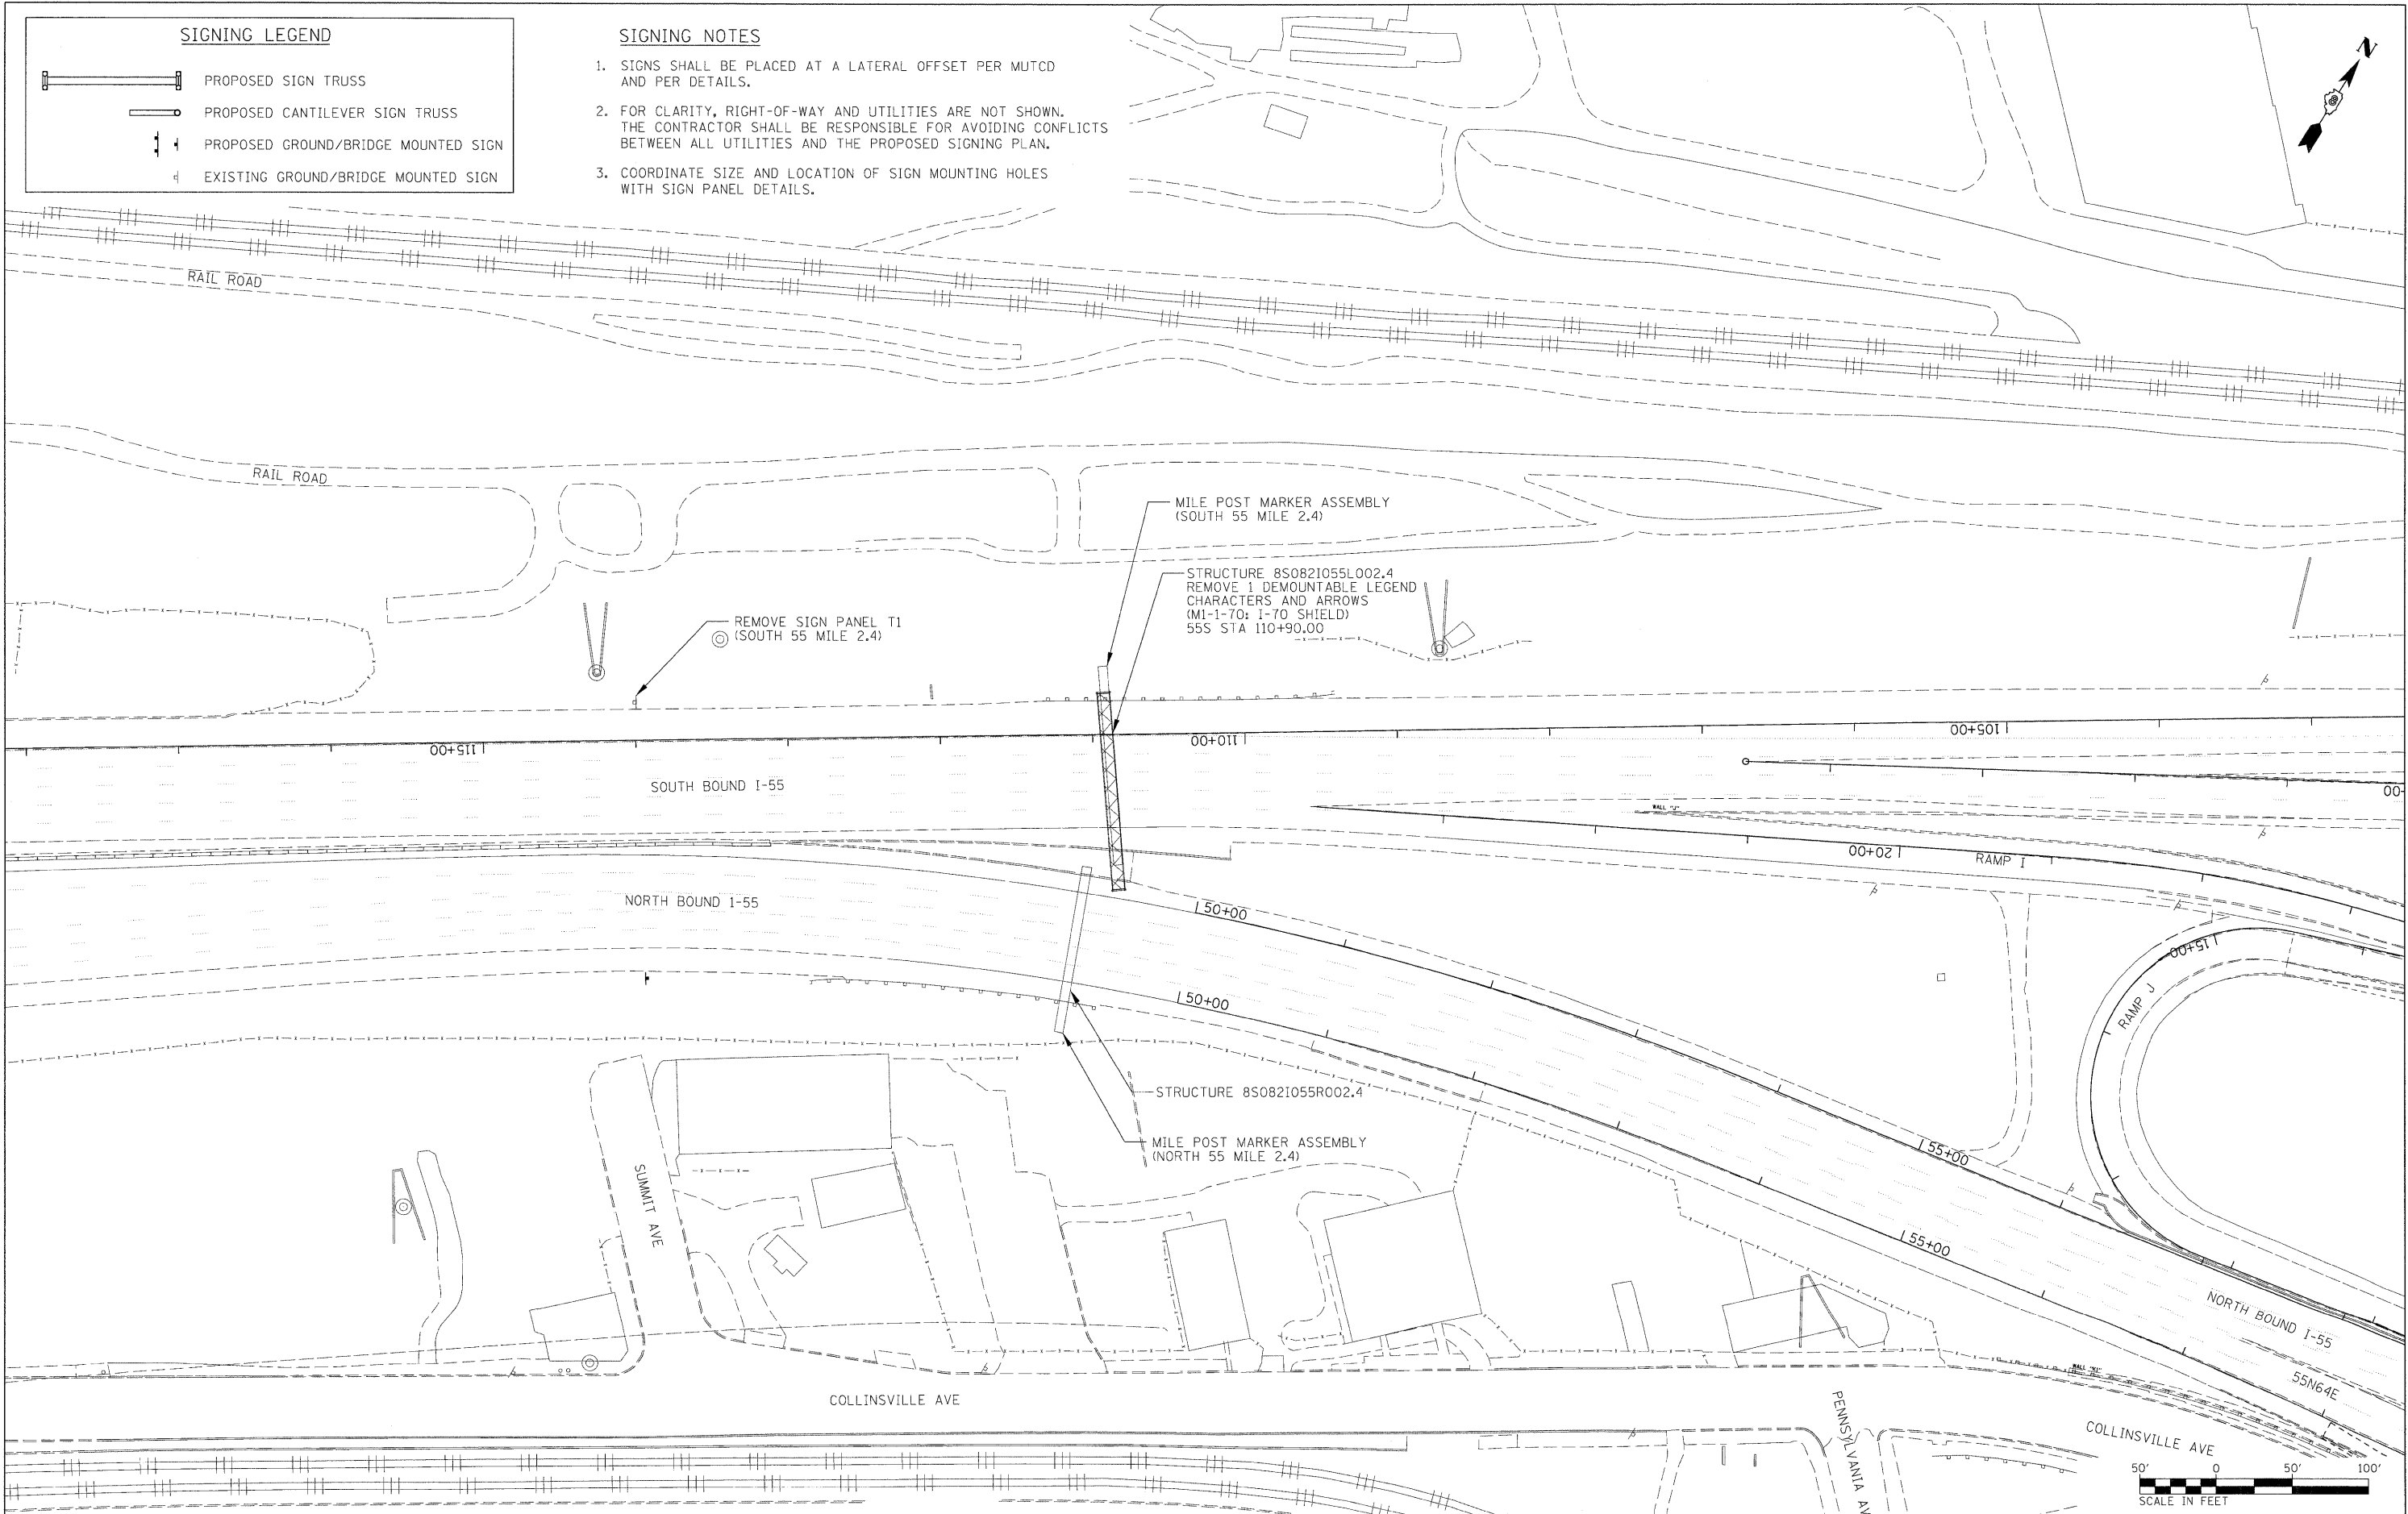 SIGNING LEGEND
PROPOSED SIGN TRUSS
PROPOSED CANTILEVER SIGN TRUSS
PROPOSED GROUND/BRIDGE MOUNTED SIGN
EXISTING GROUND/BRIDGE MOUNTED SIGN
SIGNING NOTES
1. SIGNS SHALL BE PLACED AT A LATERAL OFFSET PER MUTCD
AND PER DETAILS.
2. FOR CLARITY, RIGHT-OF-WAY AND UTILITIES ARE NOT SHOWN.
THE CONTRACTOR SHALL BE RESPONSIBLE FOR AVOIDING CONFLICTS
BETWEEN ALL UTILITIES AND THE PROPOSED SIGNING PLAN.
3. COORDINATE SIZE AND LOCATION OF SIGN MOUNTING HOLES
WITH SIGN PANEL DETAILS.
N
RAIL ROAD
RAIL ROAD
MILE POST MARKER ASSEMBLY
(SOUTH 55 MILE 2.4)
STRUCTURE 8S082I055L002.4
REMOVE 1 DEMOUNTABLE LEGEND
CHARACTERS AND ARROWS
(M1-1-70; I-70 SHIELD)
55S STA 110+90.00
REMOVE SIGN PANEL T1
(SOUTH 55 MILE 2.4)
115+00
110+00
105+00
SOUTH BOUND I-55
WALL "J"
00
20+00
RAMP I
NORTH BOUND I-55
50+00
50+00
15+00
RAMP J
STRUCTURE 8S082I055R002.4
MILE POST MARKER ASSEMBLY
(NORTH 55 MILE 2.4)
SUMMIT AVE
55+00
55+00
NORTH BOUND I-55
55N64E
COLLINSVILLE AVE
PENNSYLVANIA AV
COLLINSVILLE AVE
50' 0 50' 100'
SCALE IN FEET